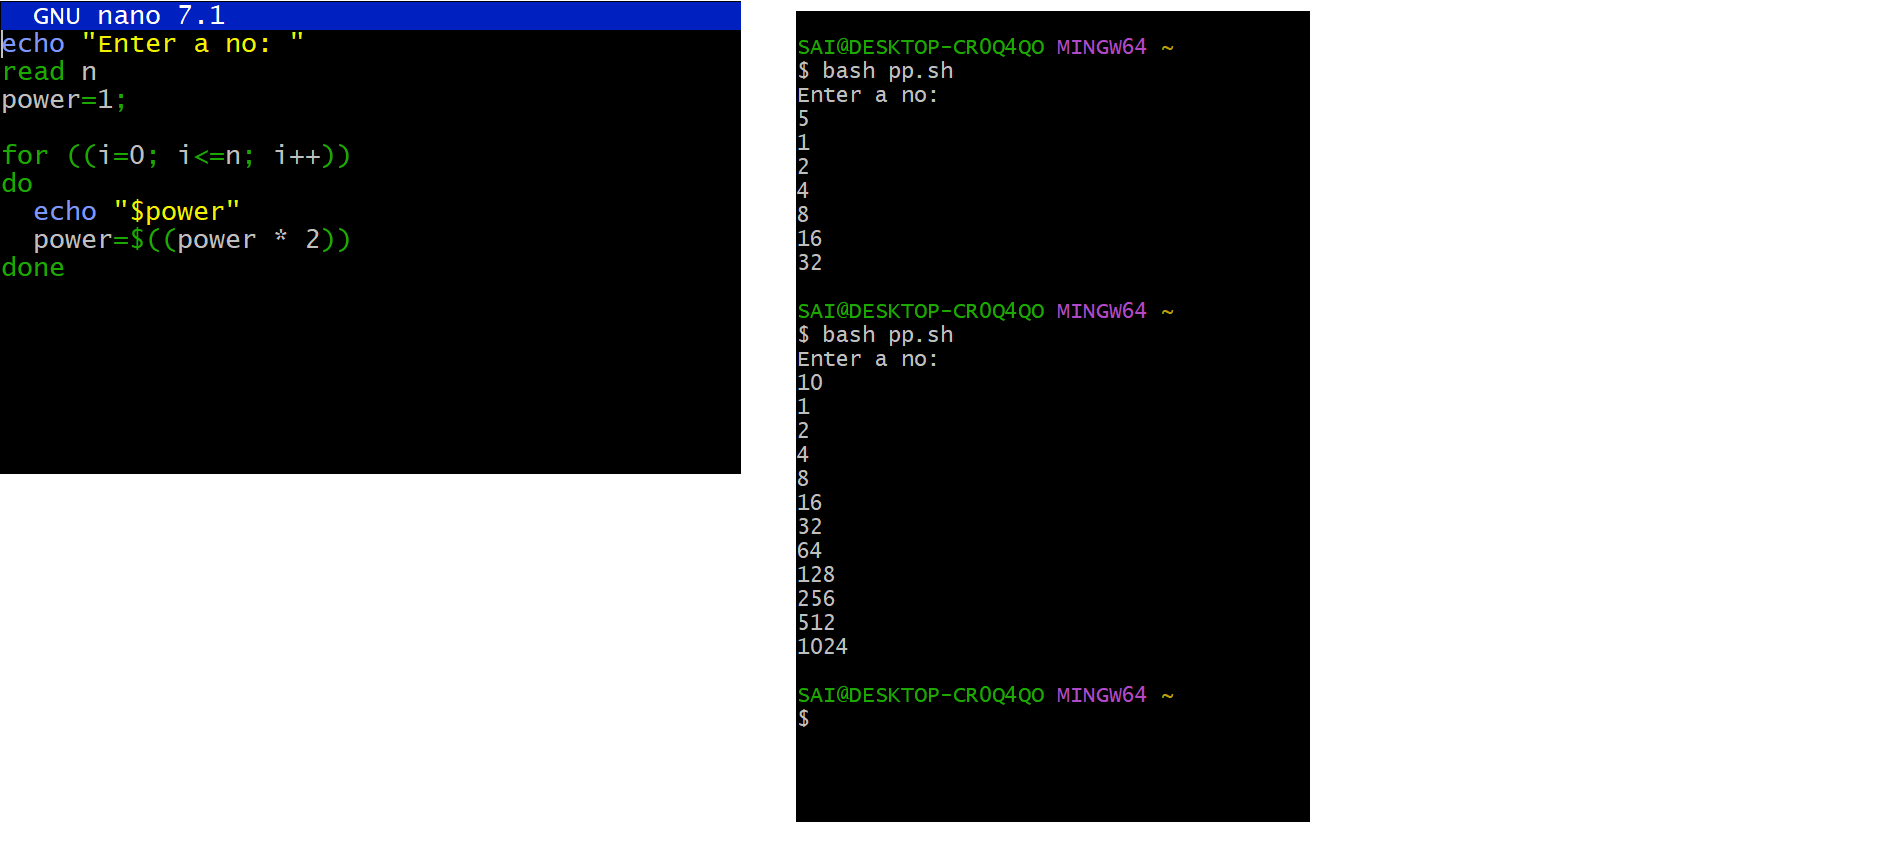 GNU nano 7.1
echo "Enter a no: "
read n
power=1;
for ((i=0; i<=n; i++))
do
  echo "$power"
  power=$((power * 2))
done
SAI@DESKTOP-CR0Q4QO MINGW64 ~
$ bash pp.sh
Enter a no:
5
1
2
4
8
16
32
SAI@DESKTOP-CR0Q4QO MINGW64 ~
$ bash pp.sh
Enter a no:
10
1
2
4
8
16
32
64
128
256
512
1024
SAI@DESKTOP-CR0Q4QO MINGW64 ~
$